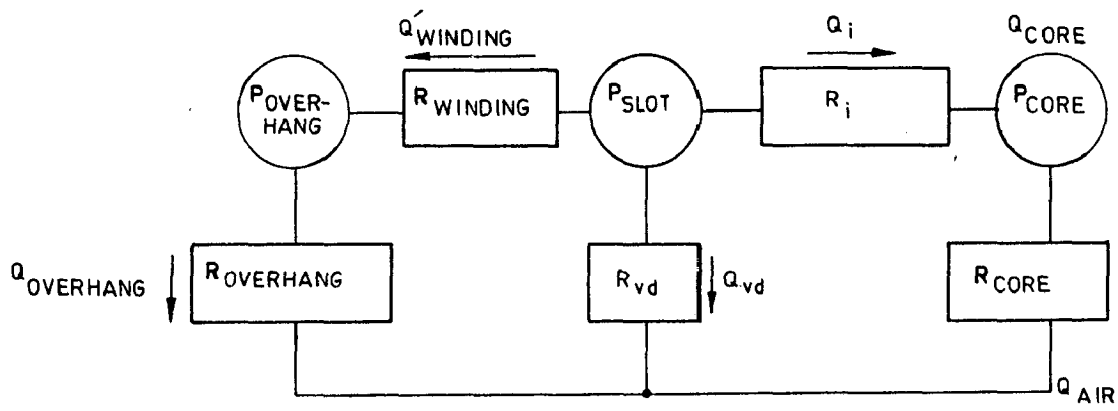 Q'WINDING
Qi
QCORE
POVER-
HANG
RWINDING
PSLOT
Ri
PCORE
QOVERHANG
ROVERHANG
Rvd
Qvd
RCORE
QAIR